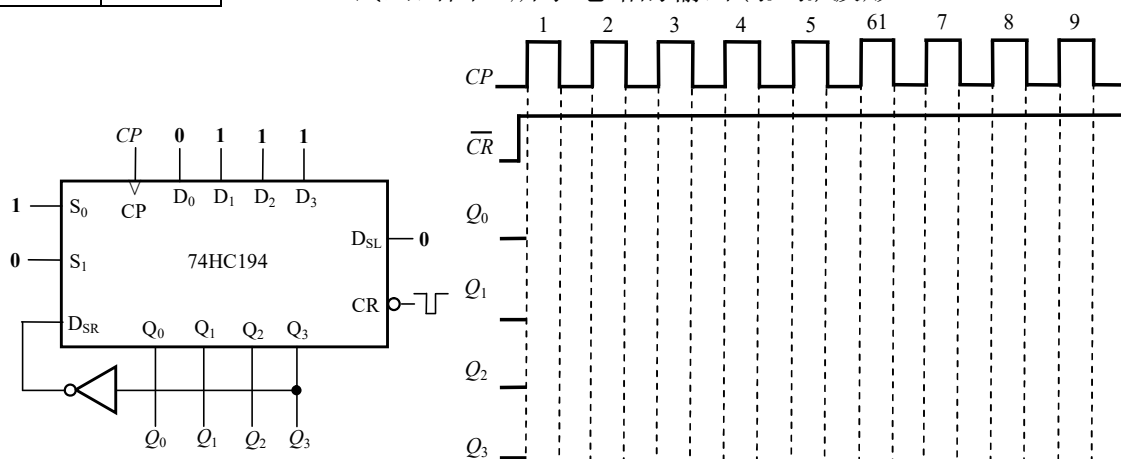 1 2 3 4 5 61 7 8 9
CP
CP 0 1 1 1
CR
1 S0 CP D0 D1 D2 D3
Q0
DSL 0
0 S1 74HC194
Q1
CR
DSR Q0 Q1 Q2 Q3
Q2
Q0 Q1 Q2 Q3
Q3